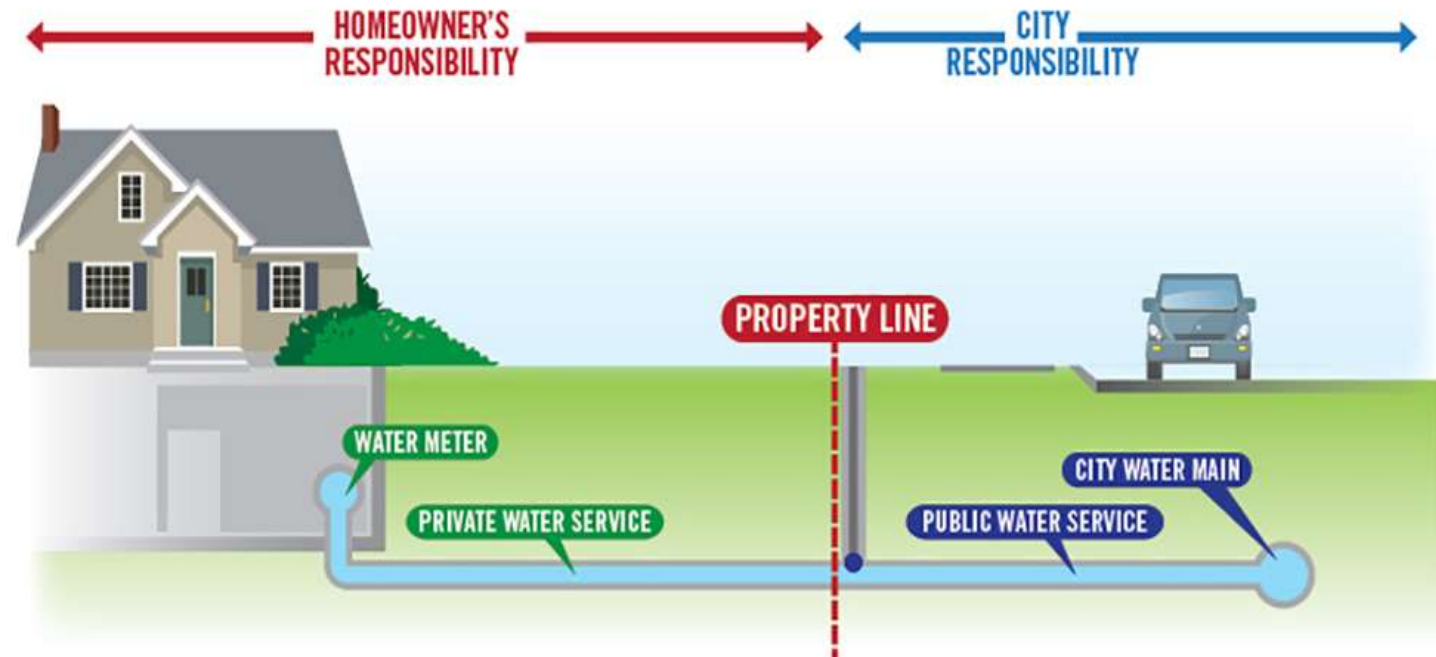 HOMEOWNER'S
RESPONSIBILITY
CITY
RESPONSIBILITY
PROPERTY LINE
WATER METER
CITY WATER MAIN
PRIVATE WATER SERVICE
PUBLIC WATER SERVICE